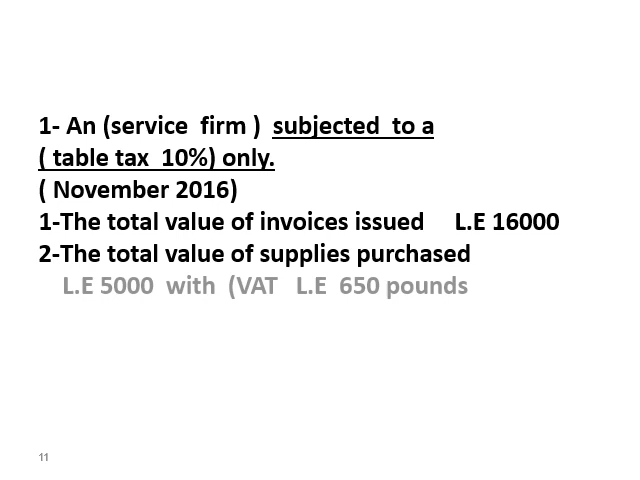 1- An (service  firm )  subjected  to a
( table tax  10%) only.
( November 2016)
1-The total value of invoices issued     L.E 16000
2-The total value of supplies purchased
L.E 5000  with  (VAT   L.E  650 pounds
11